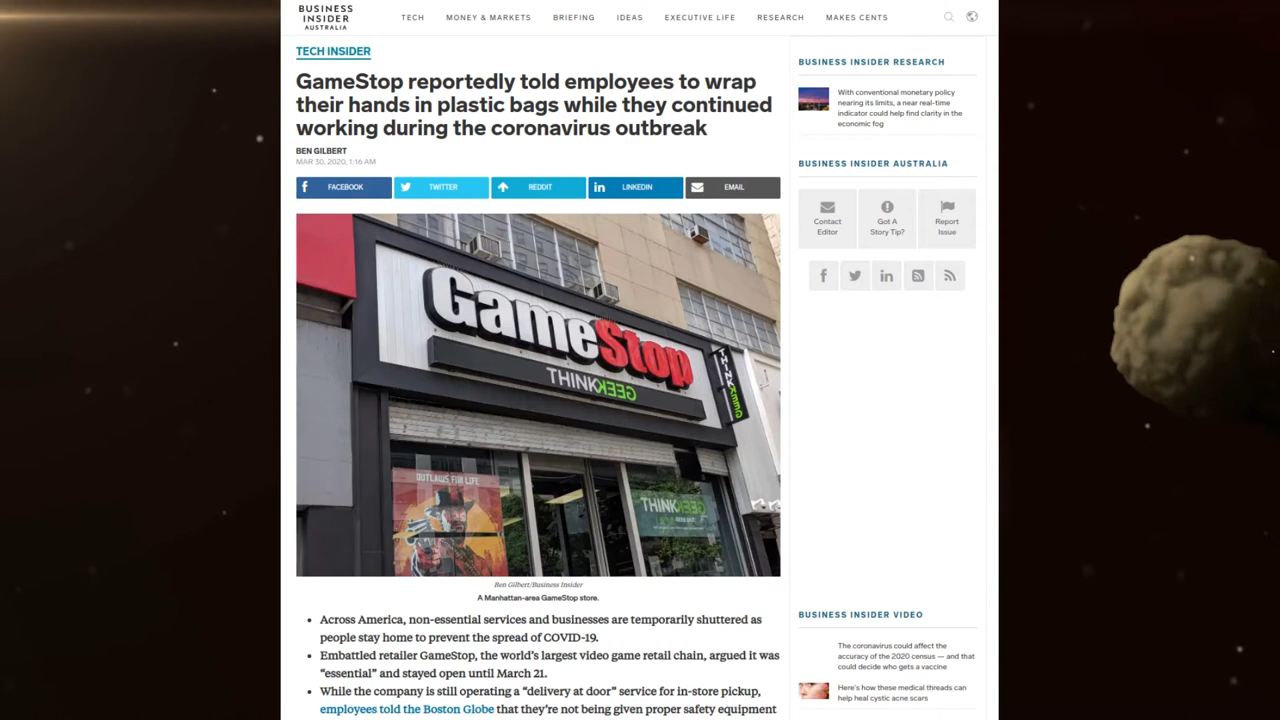 BUSINESS
INSIDER
AUSTRALIA
TECH
MONEY & MARKETS
BRIEFING
IDEAS
EXECUTIVE LIFE
RESEARCH
MAKES CENTS
TECH INSIDER
GameStop reportedly told employees to wrap
their hands in plastic bags while they continued
working during the coronavirus outbreak
BEN GILBERT
MAR 30, 2020, 1:16 AM
FACEBOOK
TWITTER
REDDIT
LINKEDIN
EMAIL
GameStop
THINKGEEK
THINKGEEK
OUTLAWS FOR LIFE
THINKGEEK
Ben Gilbert/Business Insider
A Manhattan-area GameStop store.
• Across America, non-essential services and businesses are temporarily shuttered as
people stay home to prevent the spread of COVID-19.
• Embattled retailer GameStop, the world's largest video game retail chain, argued it was
“essential” and stayed open until March 21.
• While the company is still operating a “delivery at door” service for in-store pickup,
employees told the Boston Globe that they're not being given proper safety equipment
BUSINESS INSIDER RESEARCH
With conventional monetary policy
nearing its limits, a near real-time
indicator could help find clarity in the
economic fog
BUSINESS INSIDER AUSTRALIA
Contact
Editor
Got A
Story Tip?
Report
Issue
BUSINESS INSIDER VIDEO
The coronavirus could affect the
accuracy of the 2020 census — and that
could decide who gets a vaccine
Here's how these medical threads can
help heal cystic acne scars